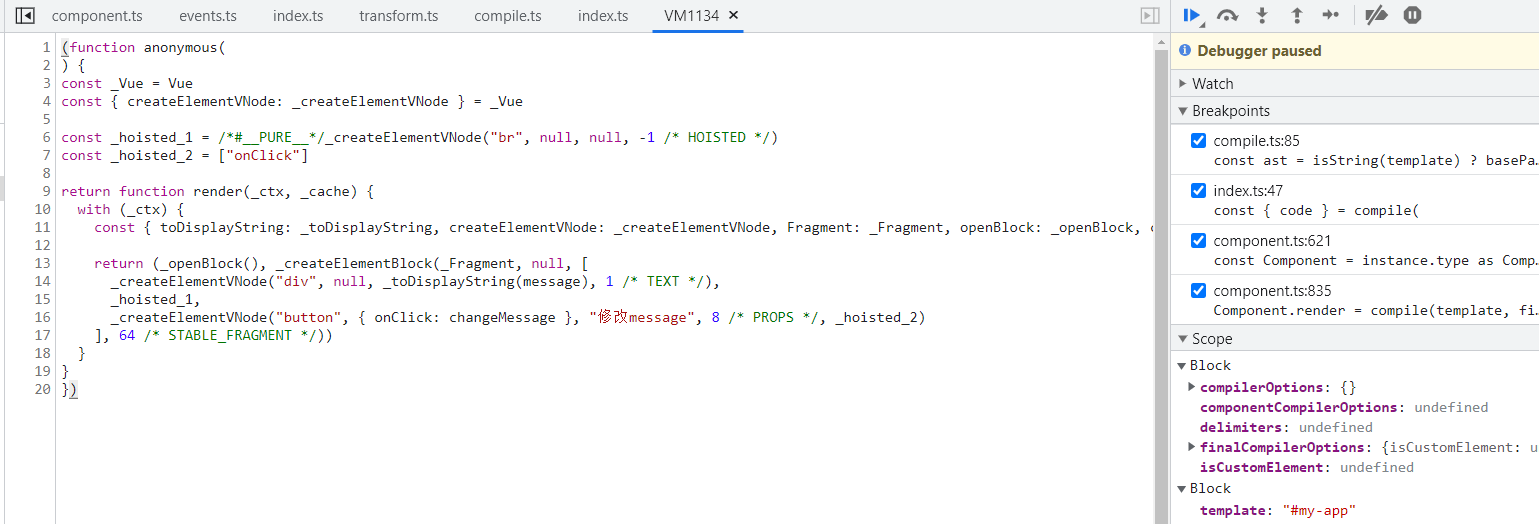 component.ts events.ts index.ts transform.ts compile.ts index.ts VM1134 ×
1 (function anonymous(
2 ) {
3 const _Vue = Vue
4 const { createElementVNode: _createElementVNode } = _Vue
5
6 const _hoisted_1 = /*#__PURE__*/_createElementVNode("br", null, null, -1 /* HOISTED */)
7 const _hoisted_2 = ["onClick"]
8
9 return function render(_ctx, _cache) {
10 with (_ctx) {
11 const { toDisplayString: _toDisplayString, createElementVNode: _createElementVNode, Fragment: _Fragment, openBlock: _openBlock,
12
13 return (_openBlock(), _createElementBlock(_Fragment, null, [
14 _createElementVNode("div", null, _toDisplayString(message), 1 /* TEXT */),
15 _hoisted_1,
16 _createElementVNode("button", { onClick: changeMessage }, "修改message", 8 /* PROPS */, _hoisted_2)
17 ], 64 /* STABLE_FRAGMENT */))
18 }
19 }
20 })
Debugger paused
Watch
Breakpoints
compile.ts:85
const ast = isString(template) ? basePa…
index.ts:47
const { code } = compile(
component.ts:621
const Component = instance.type as Comp…
component.ts:835
Component.render = compile(template, fi…
Scope
Block
compilerOptions: {}
componentCompilerOptions: undefined
delimiters: undefined
finalCompilerOptions: {isCustomElement: u
isCustomElement: undefined
Block
template: "#my-app"